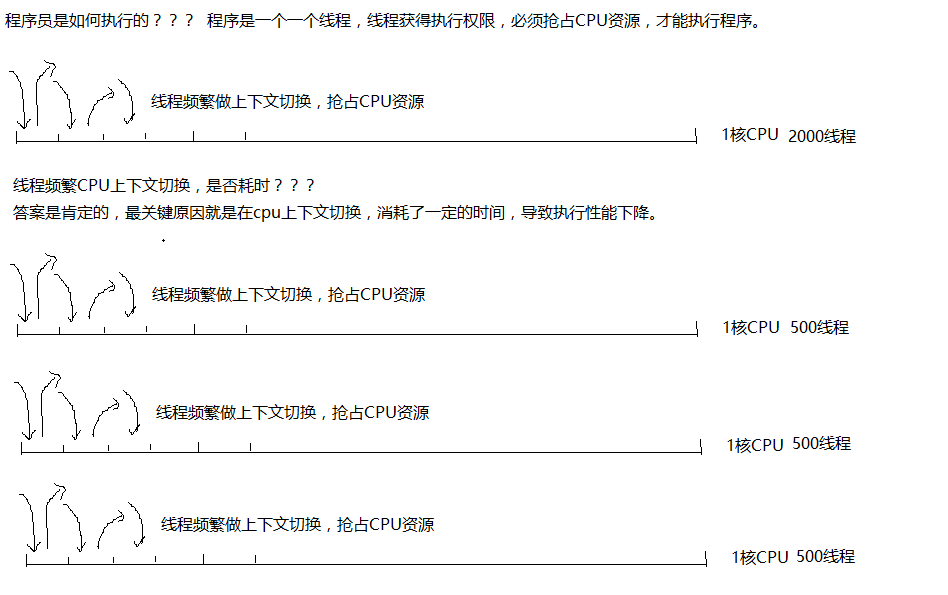 程序员是如何执行的？？？ 程序是一个一个线程，线程获得执行权限，必须抢占CPU资源，才能执行程序。
线程频繁做上下文切换，抢占CPU资源
1核CPU 2000线程
线程频繁CPU上下文切换，是否耗时？？？
答案是肯定的，最关键原因就是在cpu上下文切换，消耗了一定的时间，导致执行性能下降。
线程频繁做上下文切换，抢占CPU资源
1核CPU 500线程
线程频繁做上下文切换，抢占CPU资源
1核CPU 500线程
线程频繁做上下文切换，抢占CPU资源
1核CPU 500线程